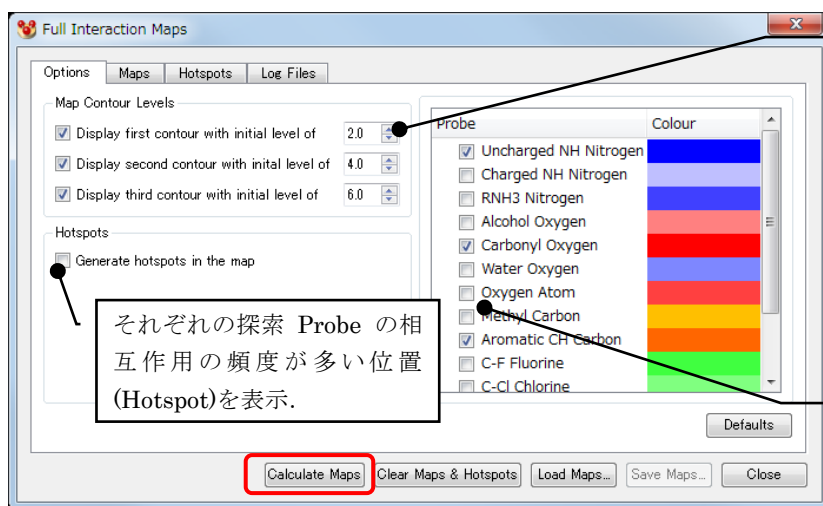 Full Interaction Maps
Options Maps Hotspots Log Files
Map Contour Levels
Display first contour with initial level of 2.0
Display second contour with inital level of 4.0
Display third contour with initial level of 6.0
Hotspots
Generate hotspots in the map
それぞれの探索 Probe の相
互作用の頻度が多い位置
(Hotspot)を表示.
Probe Colour
Uncharged NH Nitrogen
Charged NH Nitrogen
RNH3 Nitrogen
Alcohol Oxygen
Carbonyl Oxygen
Water Oxygen
Oxygen Atom
Methyl Carbon
Aromatic CH Carbon
C-F Fluorine
C-Cl Chlorine
Defaults
Calculate Maps Clear Maps & Hotspots Load Maps... Save Maps... Close